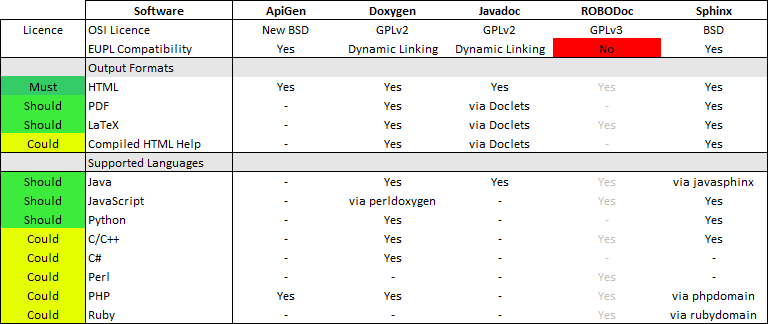 Software ApiGen Doxygen Javadoc ROBODoc Sphinx
Licence OSI Licence New BSD GPLv2 GPLv2 GPLv3 BSD
EUPL Compatibility Yes Dynamic Linking Dynamic Linking No Yes
Output Formats
Must HTML Yes Yes Yes Yes Yes
Should PDF - Yes via Doclets - Yes
Should LaTeX - Yes via Doclets Yes Yes
Could Compiled HTML Help - Yes via Doclets - Yes
Supported Languages
Should Java - Yes Yes Yes via javasphinx
Should JavaScript - via perldoxygen - Yes Yes
Should Python - Yes - - Yes
Could C/C++ - Yes - Yes Yes
Could C# - Yes - - -
Could Perl - - - Yes -
Could PHP Yes Yes - Yes via phpdomain
Could Ruby - - - Yes via rubydomain